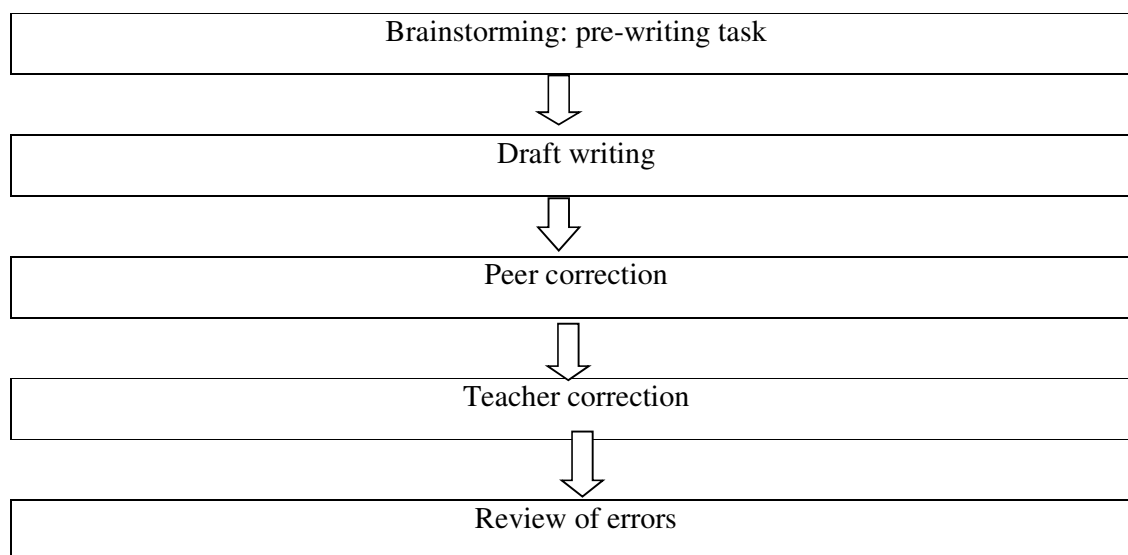 Brainstorming: pre-writing task
Draft writing
Peer correction
Teacher correction
Review of errors